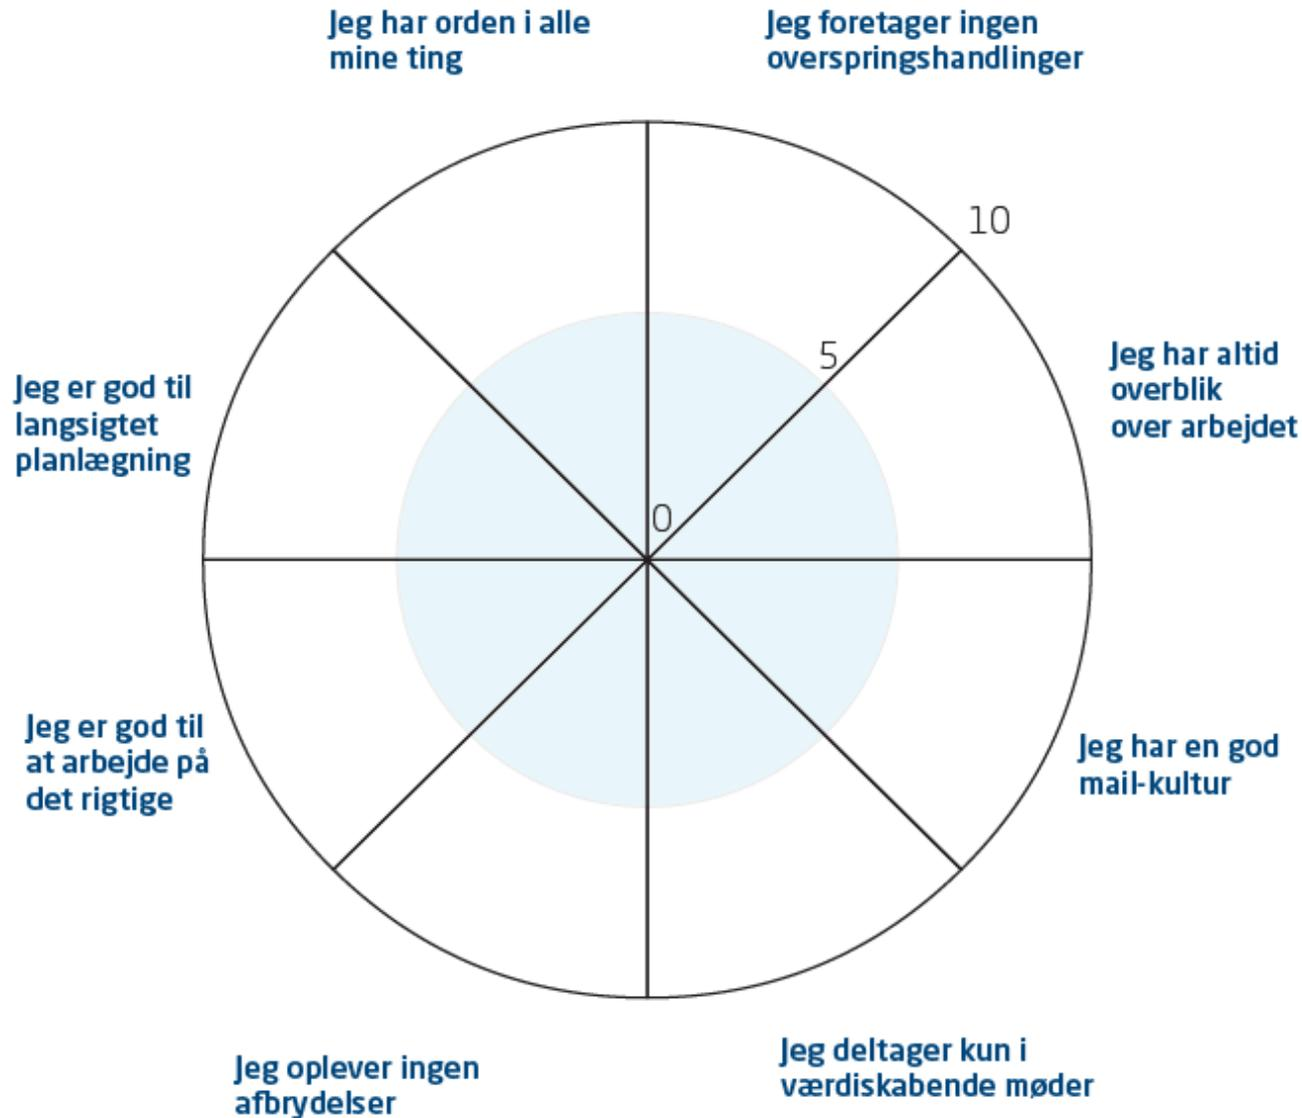 Jeg har orden i alle
mine ting
Jeg foretager ingen
overspringshandlinger
10
5
0
Jeg har altid
overblik
over arbejdet
Jeg er god til
langsigtet
planlægning
Jeg er god til
at arbejde på
det rigtige
Jeg har en god
mail-kultur
Jeg oplever ingen
afbrydelser
Jeg deltager kun i
værdiskabende møder